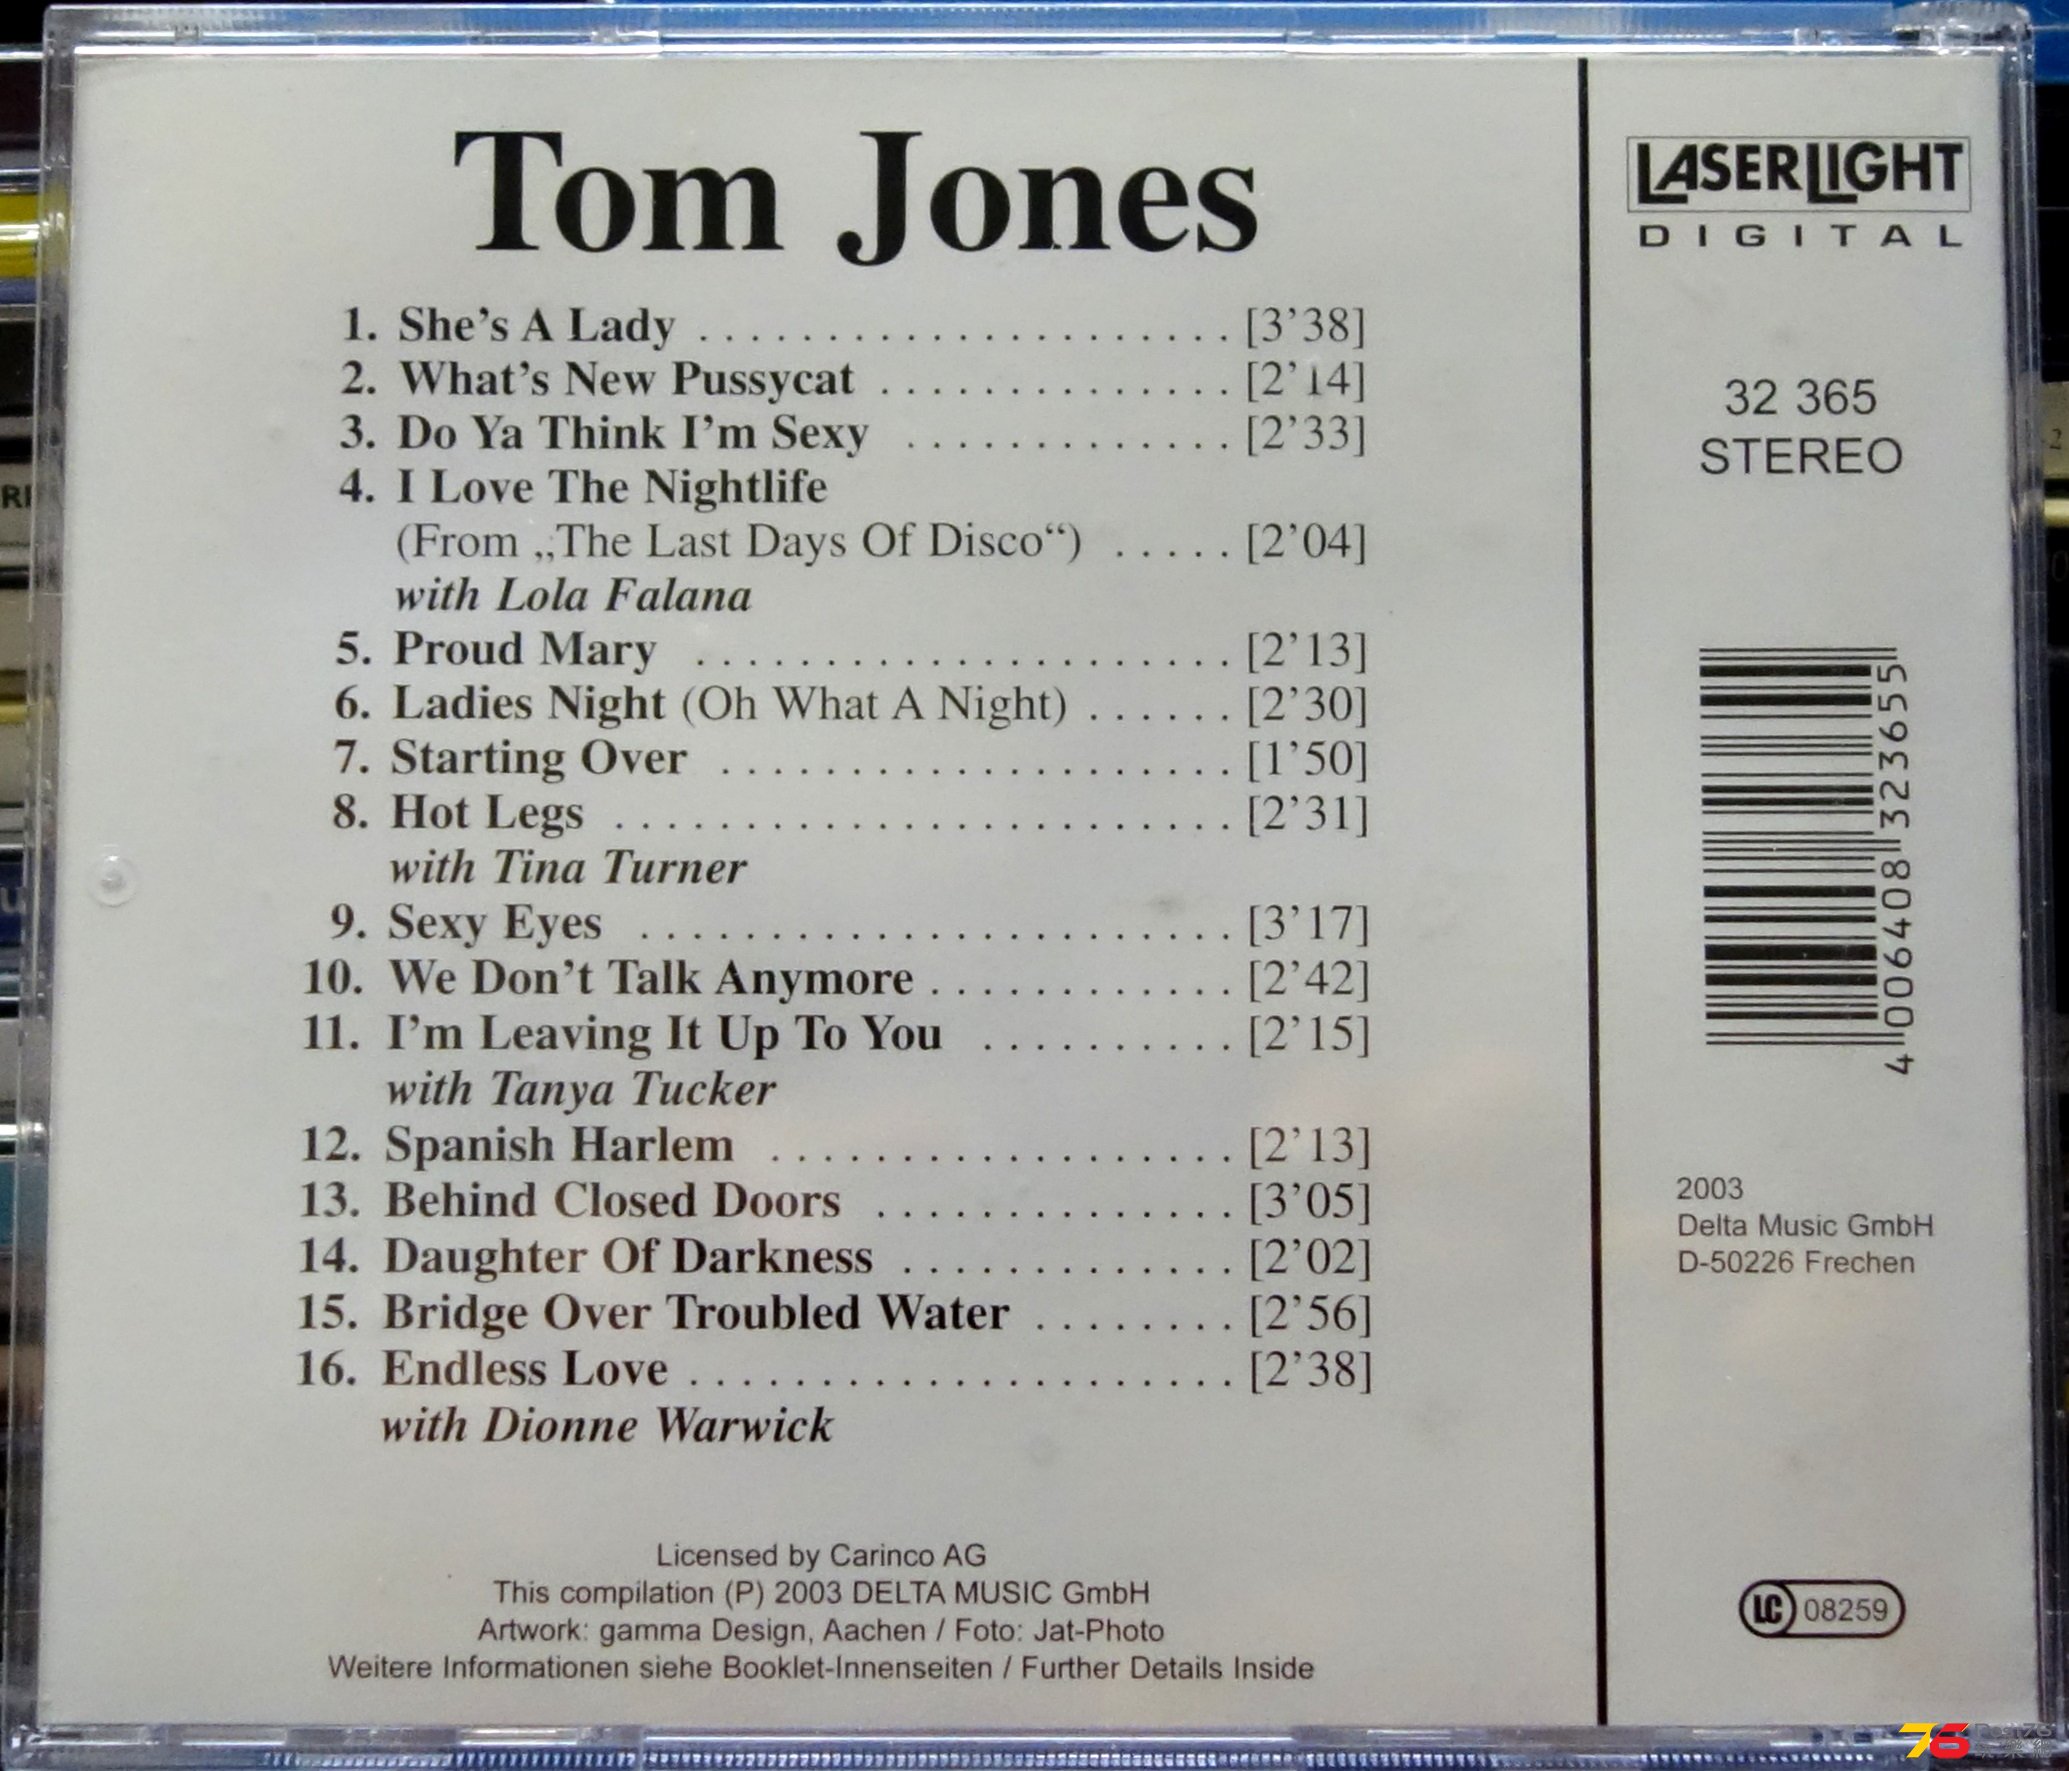 Tom Jones
1. She's A Lady . . . . . . . . . . . . . . . . . . . . . [3'38]
2. What's New Pussycat . . . . . . . . . . . . . . [2'14]
3. Do Ya Think I'm Sexy . . . . . . . . . . . . . [2'33]
4. I Love The Nightlife
(From „The Last Days Of Disco“) . . . . . [2'04]
with Lola Falana
5. Proud Mary . . . . . . . . . . . . . . . . . . . . . [2'13]
6. Ladies Night (Oh What A Night) . . . . . . [2'30]
7. Starting Over . . . . . . . . . . . . . . . . . . . . [1'50]
8. Hot Legs . . . . . . . . . . . . . . . . . . . . . . . . [2'31]
with Tina Turner
9. Sexy Eyes . . . . . . . . . . . . . . . . . . . . . . . [3'17]
10. We Don't Talk Anymore . . . . . . . . . . . . [2'42]
11. I'm Leaving It Up To You . . . . . . . . . . [2'15]
with Tanya Tucker
12. Spanish Harlem . . . . . . . . . . . . . . . . . . [2'13]
13. Behind Closed Doors . . . . . . . . . . . . . . [3'05]
14. Daughter Of Darkness . . . . . . . . . . . . . [2'02]
15. Bridge Over Troubled Water . . . . . . . . [2'56]
16. Endless Love . . . . . . . . . . . . . . . . . . . . . [2'38]
with Dionne Warwick
Licensed by Carinco AG
This compilation (P) 2003 DELTA MUSIC GmbH
Artwork: gamma Design, Aachen / Foto: Jat-Photo
Weitere Informationen siehe Booklet-Innenseiten / Further Details Inside
LASERLIGHT
DIGITAL
32 365
STEREO
4 006408 323655
2003
Delta Music GmbH
D-50226 Frechen
LC 08259
76